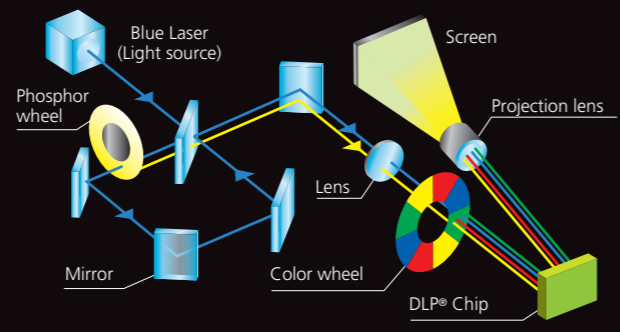 Blue Laser
(Light source)
Screen
Phosphor
wheel
Projection lens
Lens
Mirror
Color wheel
DLP® Chip